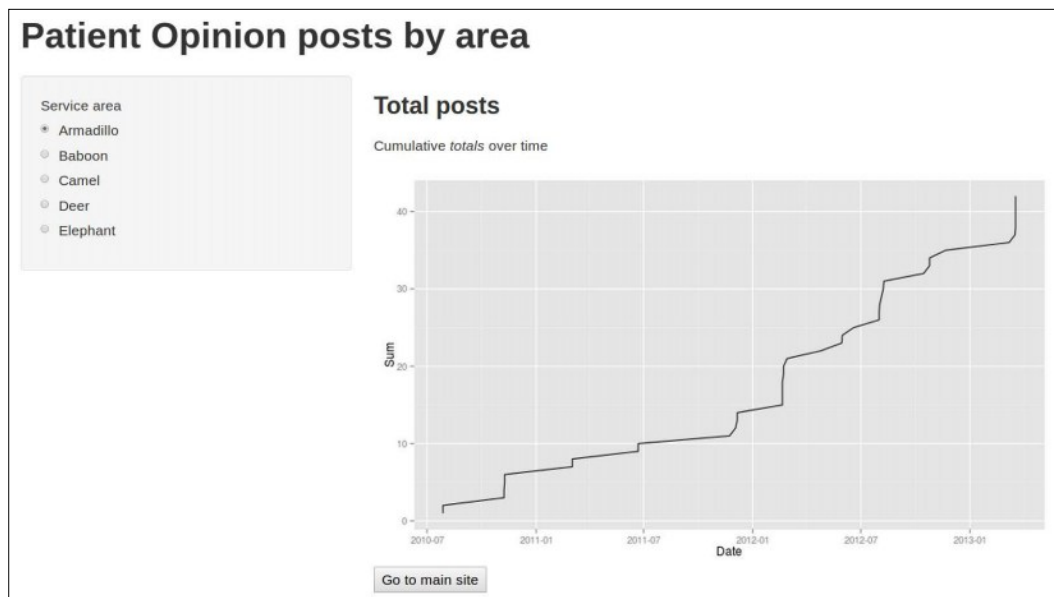 Patient Opinion posts by area
Service area
Armadillo
Baboon
Camel
Deer
Elephant
Total posts
Cumulative totals over time
Sum
40
30
20
10
0
2010-07
2011-01
2011-07
2012-01
2012-07
2013-01
Date
Go to main site